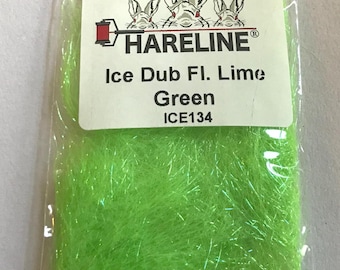 HARELINE®
Ice Dub Fl. Lime
Green
ICE134